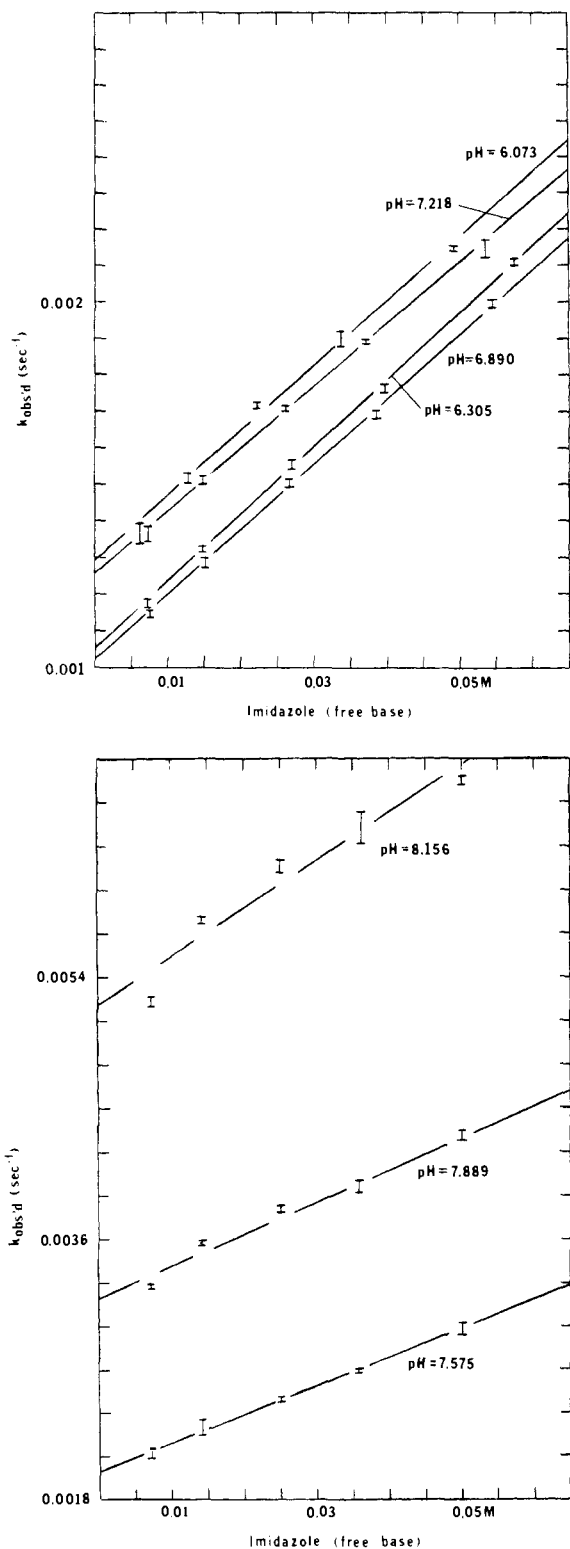 pH=6.073
pH=7.218
0.002
kobs'd (sec⁻¹)
pH=6.890
pH=6.305
0.001
0.01
0.03
0.05M
Imidazole (free base)
pH=8.156
0.0054
kobs'd (sec⁻¹)
pH=7.889
0.0036
pH=7.575
0.0018
0.01
0.03
0.05M
Imidazole (free base)